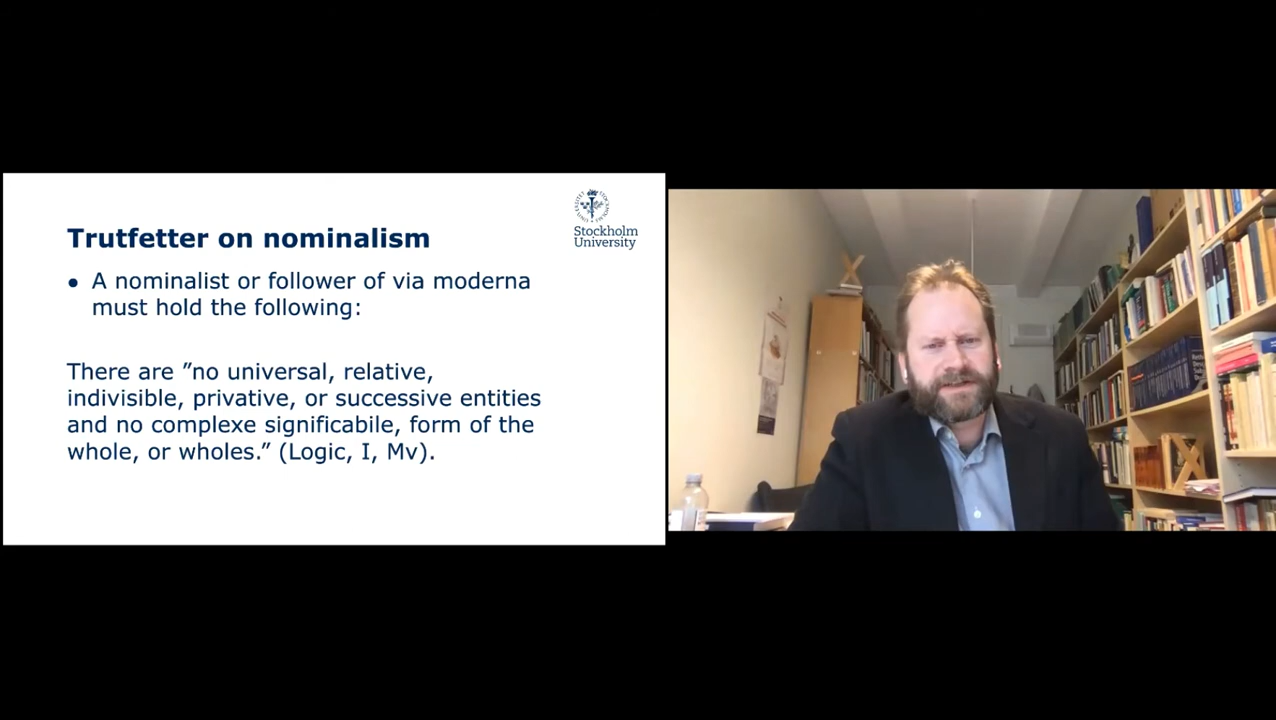 Trutfetter on nominalism
Stockholm
University
• A nominalist or follower of via moderna
must hold the following:
There are ”no universal, relative,
indivisible, privative, or successive entities
and no complexe significabile, form of the
whole, or wholes.” (Logic, I, Mv).